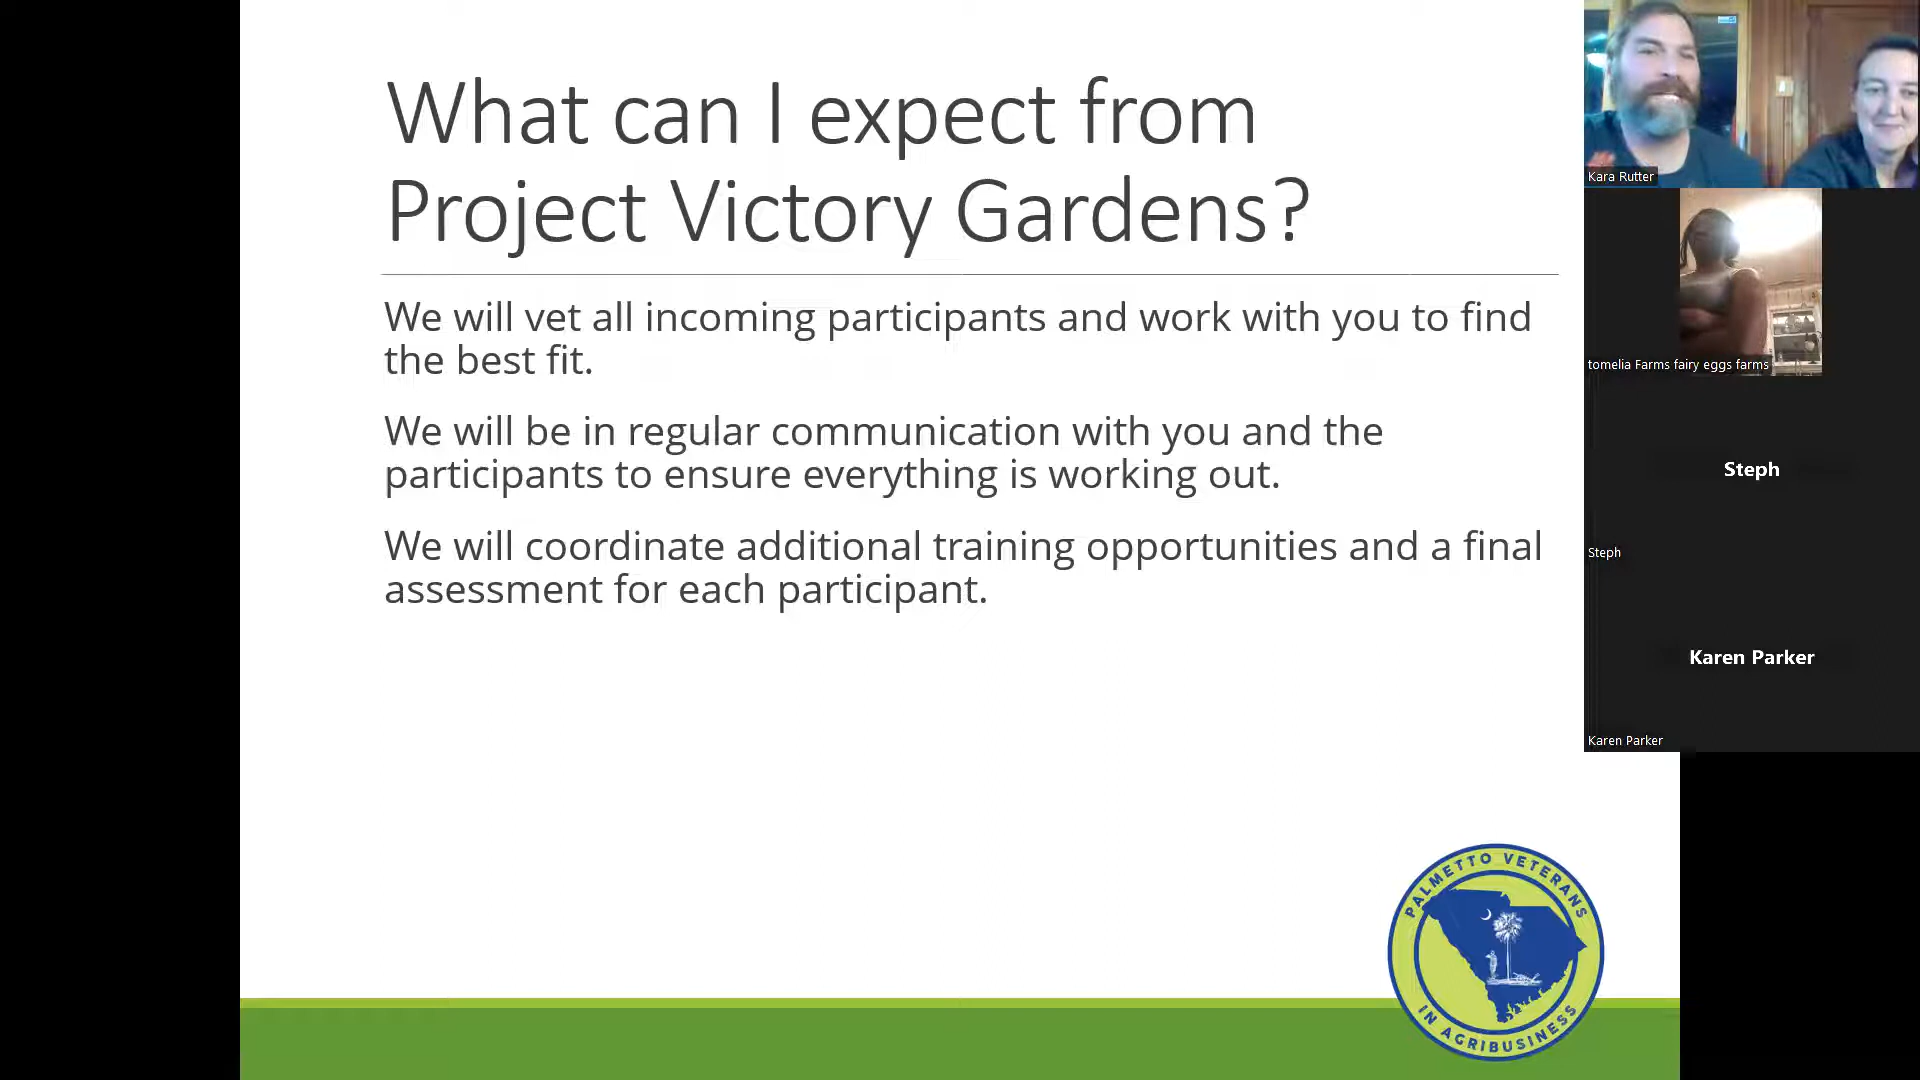 What can I expect from
Project Victory Gardens?
We will vet all incoming participants and work with you to find
the best fit.
We will be in regular communication with you and the
participants to ensure everything is working out.
We will coordinate additional training opportunities and a final
assessment for each participant.
PALMETTO VETERANS
IN AGRIBUSINESS
Kara Rutter
tomelia Farms fairy eggs farms
Steph
Steph
Karen Parker
Karen Parker